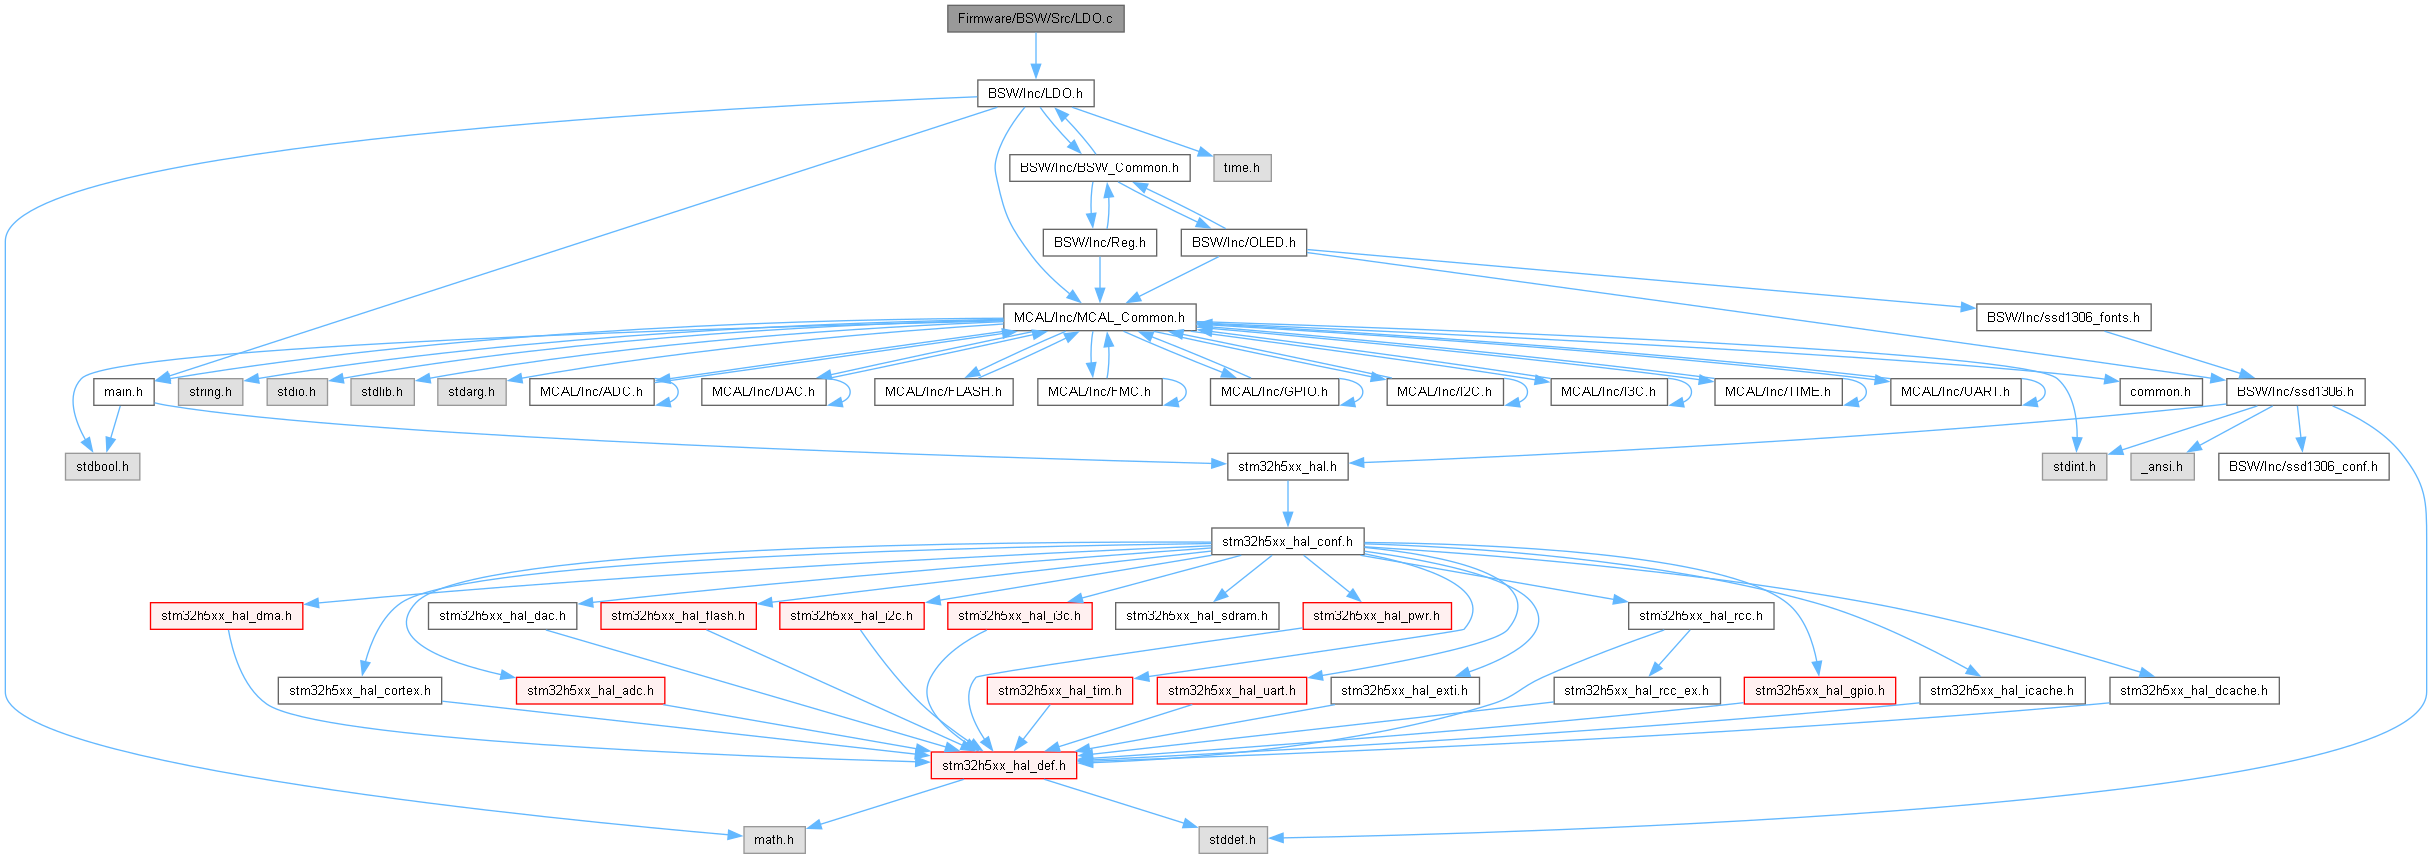 Firmware/BSW/Src/LDO.c
BSW/Inc/LDO.h
BSW/Inc/BSW_Common.h
time.h
BSW/Inc/Reg.h
BSW/Inc/OLED.h
MCAL/Inc/MCAL_Common.h
BSW/Inc/ssd1306_fonts.h
main.h
string.h
stdio.h
stdlib.h
stdarg.h
MCAL/Inc/ADC.h
MCAL/Inc/DAC.h
MCAL/Inc/FLASH.h
MCAL/Inc/FMC.h
MCAL/Inc/GPIO.h
MCAL/Inc/I2C.h
MCAL/Inc/I3C.h
MCAL/Inc/TIME.h
MCAL/Inc/UART.h
common.h
BSW/Inc/ssd1306.h
stdbool.h
stm32h5xx_hal.h
stdint.h
_ansi.h
BSW/Inc/ssd1306_conf.h
stm32h5xx_hal_conf.h
stm32h5xx_hal_dma.h
stm32h5xx_hal_dac.h
stm32h5xx_hal_flash.h
stm32h5xx_hal_i2c.h
stm32h5xx_hal_i3c.h
stm32h5xx_hal_sdram.h
stm32h5xx_hal_pwr.h
stm32h5xx_hal_rcc.h
stm32h5xx_hal_cortex.h
stm32h5xx_hal_adc.h
stm32h5xx_hal_tim.h
stm32h5xx_hal_uart.h
stm32h5xx_hal_exti.h
stm32h5xx_hal_rcc_ex.h
stm32h5xx_hal_gpio.h
stm32h5xx_hal_icache.h
stm32h5xx_hal_dcache.h
stm32h5xx_hal_def.h
math.h
stddef.h